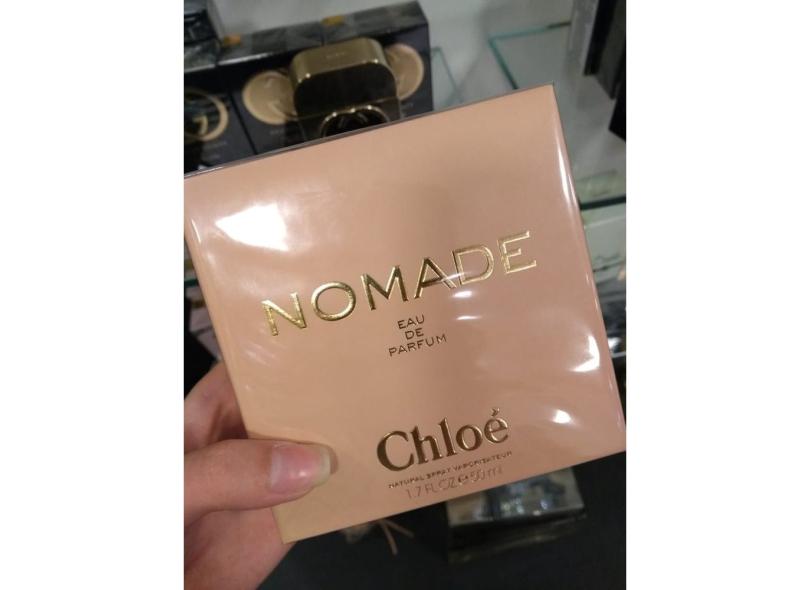 NOMADE
EAU
DE
PARFUM
Chloé
NATURAL SPRAY VAPORISATEUR
1.7 FL.OZ e 50 ml